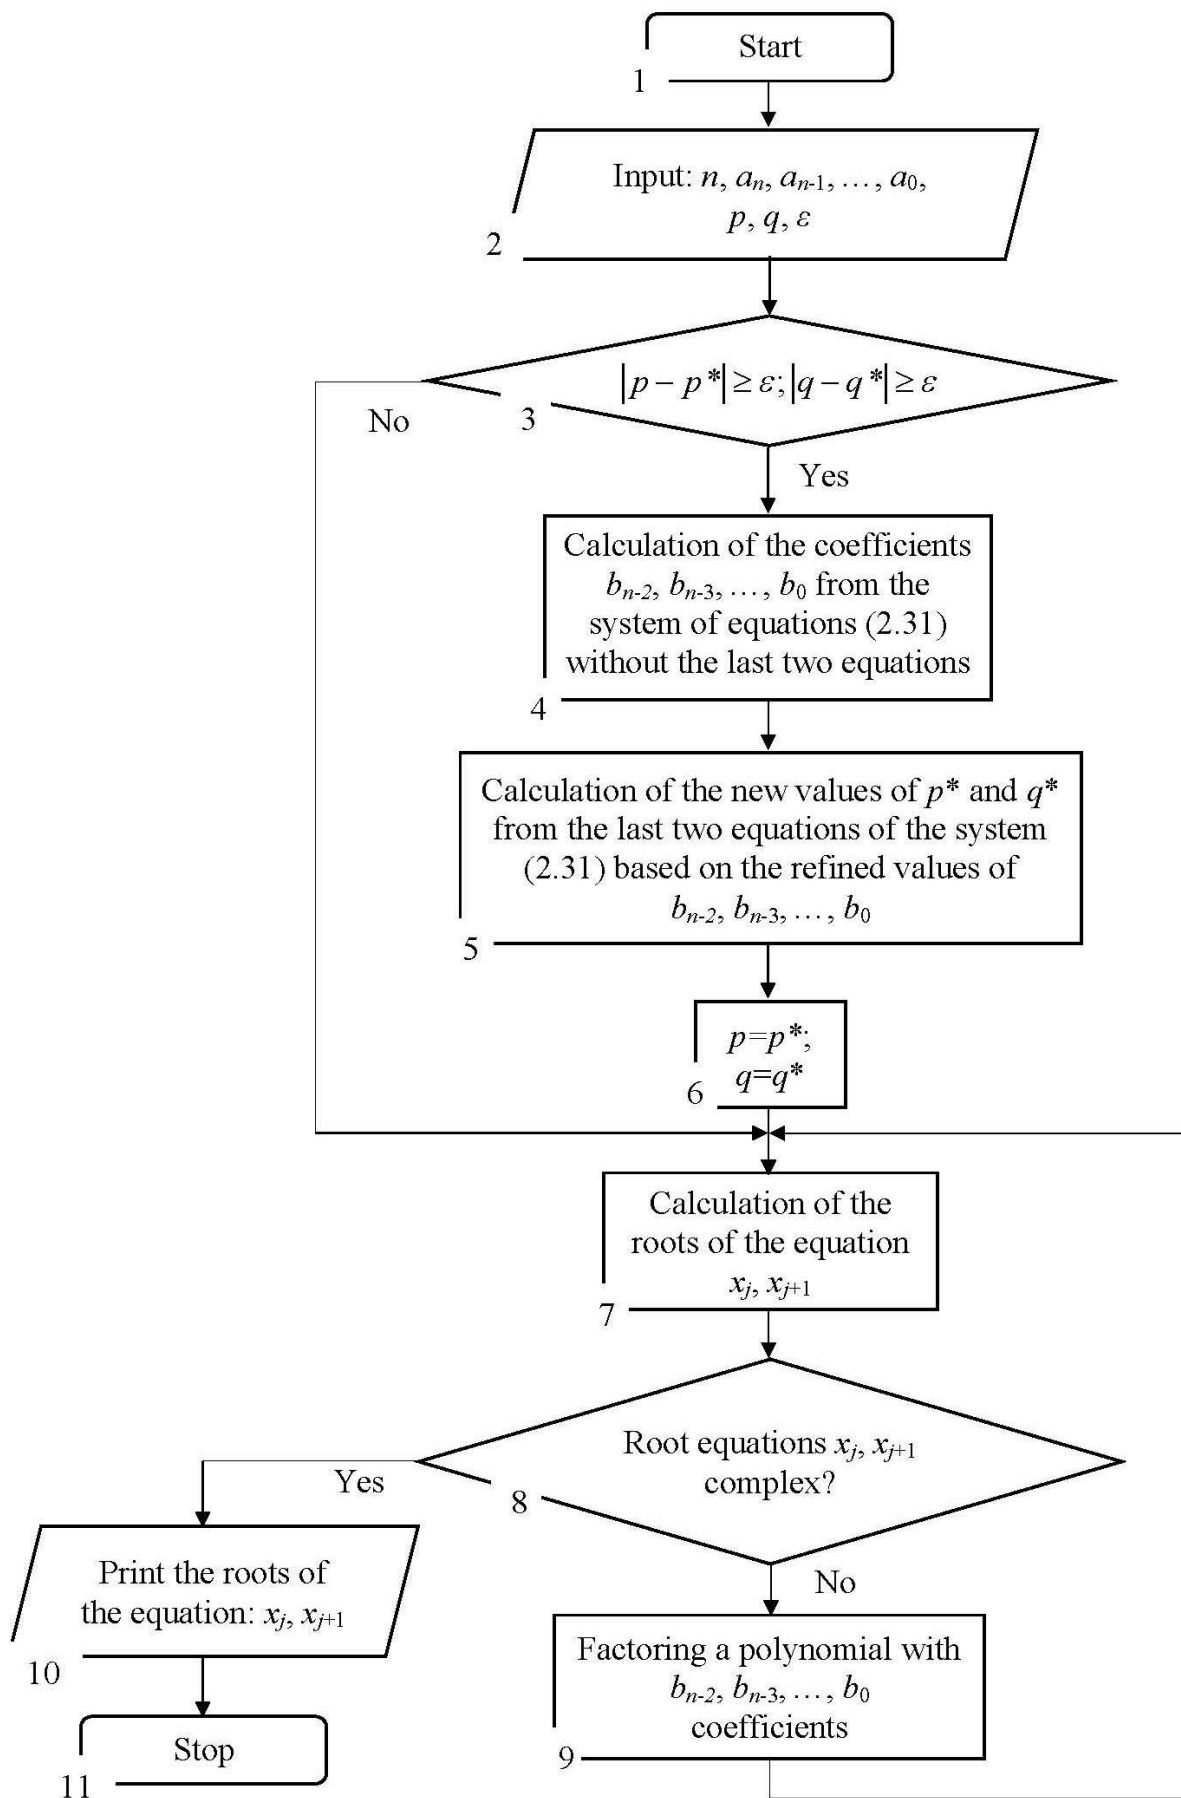 Start
1
Input: n, aₙ, aₙ₋₁, …, a₀,
p, q, ε
2
|p − p*| ≥ ε; |q − q*| ≥ ε
3
No
Yes
Calculation of the coefficients
bₙ₋₂, bₙ₋₃, …, b₀ from the
system of equations (2.31)
without the last two equations
4
Calculation of the new values of p* and q*
from the last two equations of the system
(2.31) based on the refined values of
bₙ₋₂, bₙ₋₃, …, b₀
5
p=p*;
q=q*
6
Calculation of the
roots of the equation
xⱼ, xⱼ₊₁
7
Root equations xⱼ, xⱼ₊₁
complex?
8
Yes
Print the roots of
the equation: xⱼ, xⱼ₊₁
10
No
Factoring a polynomial with
bₙ₋₂, bₙ₋₃, …, b₀
coefficients
9
Stop
11